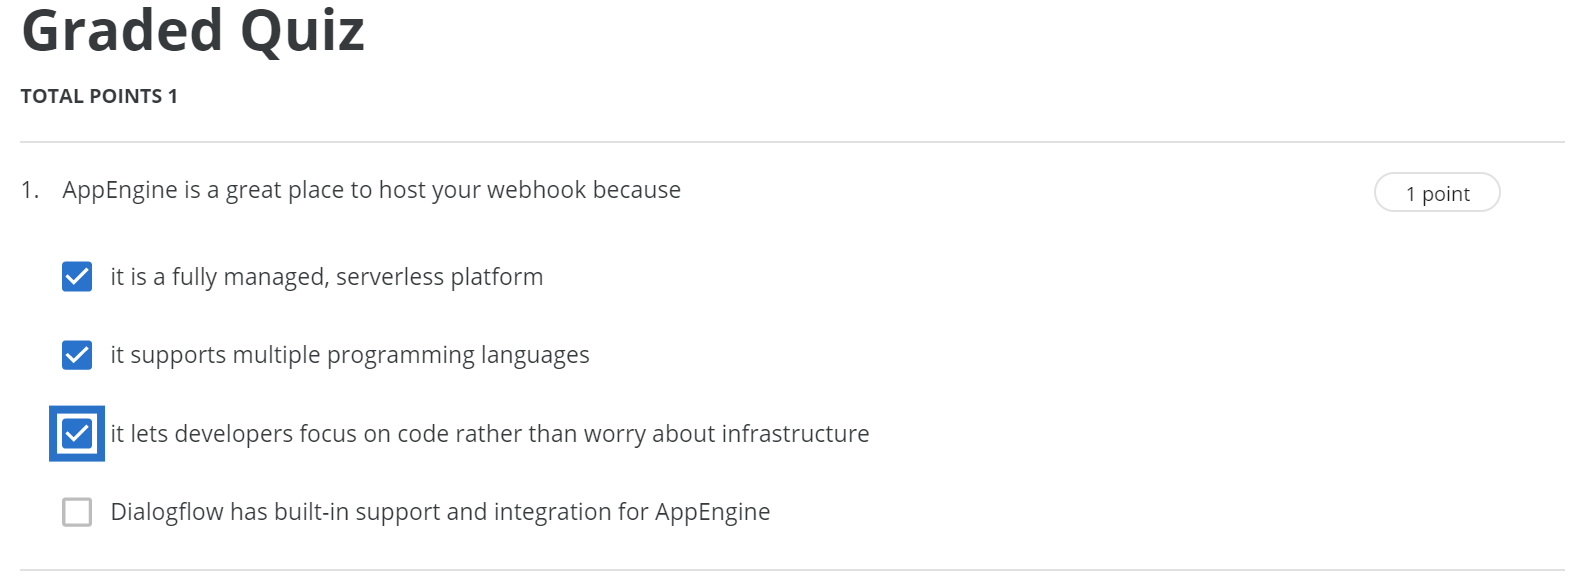 Graded Quiz
TOTAL POINTS 1
1. AppEngine is a great place to host your webhook because
1 point
it is a fully managed, serverless platform
it supports multiple programming languages
it lets developers focus on code rather than worry about infrastructure
Dialogflow has built-in support and integration for AppEngine